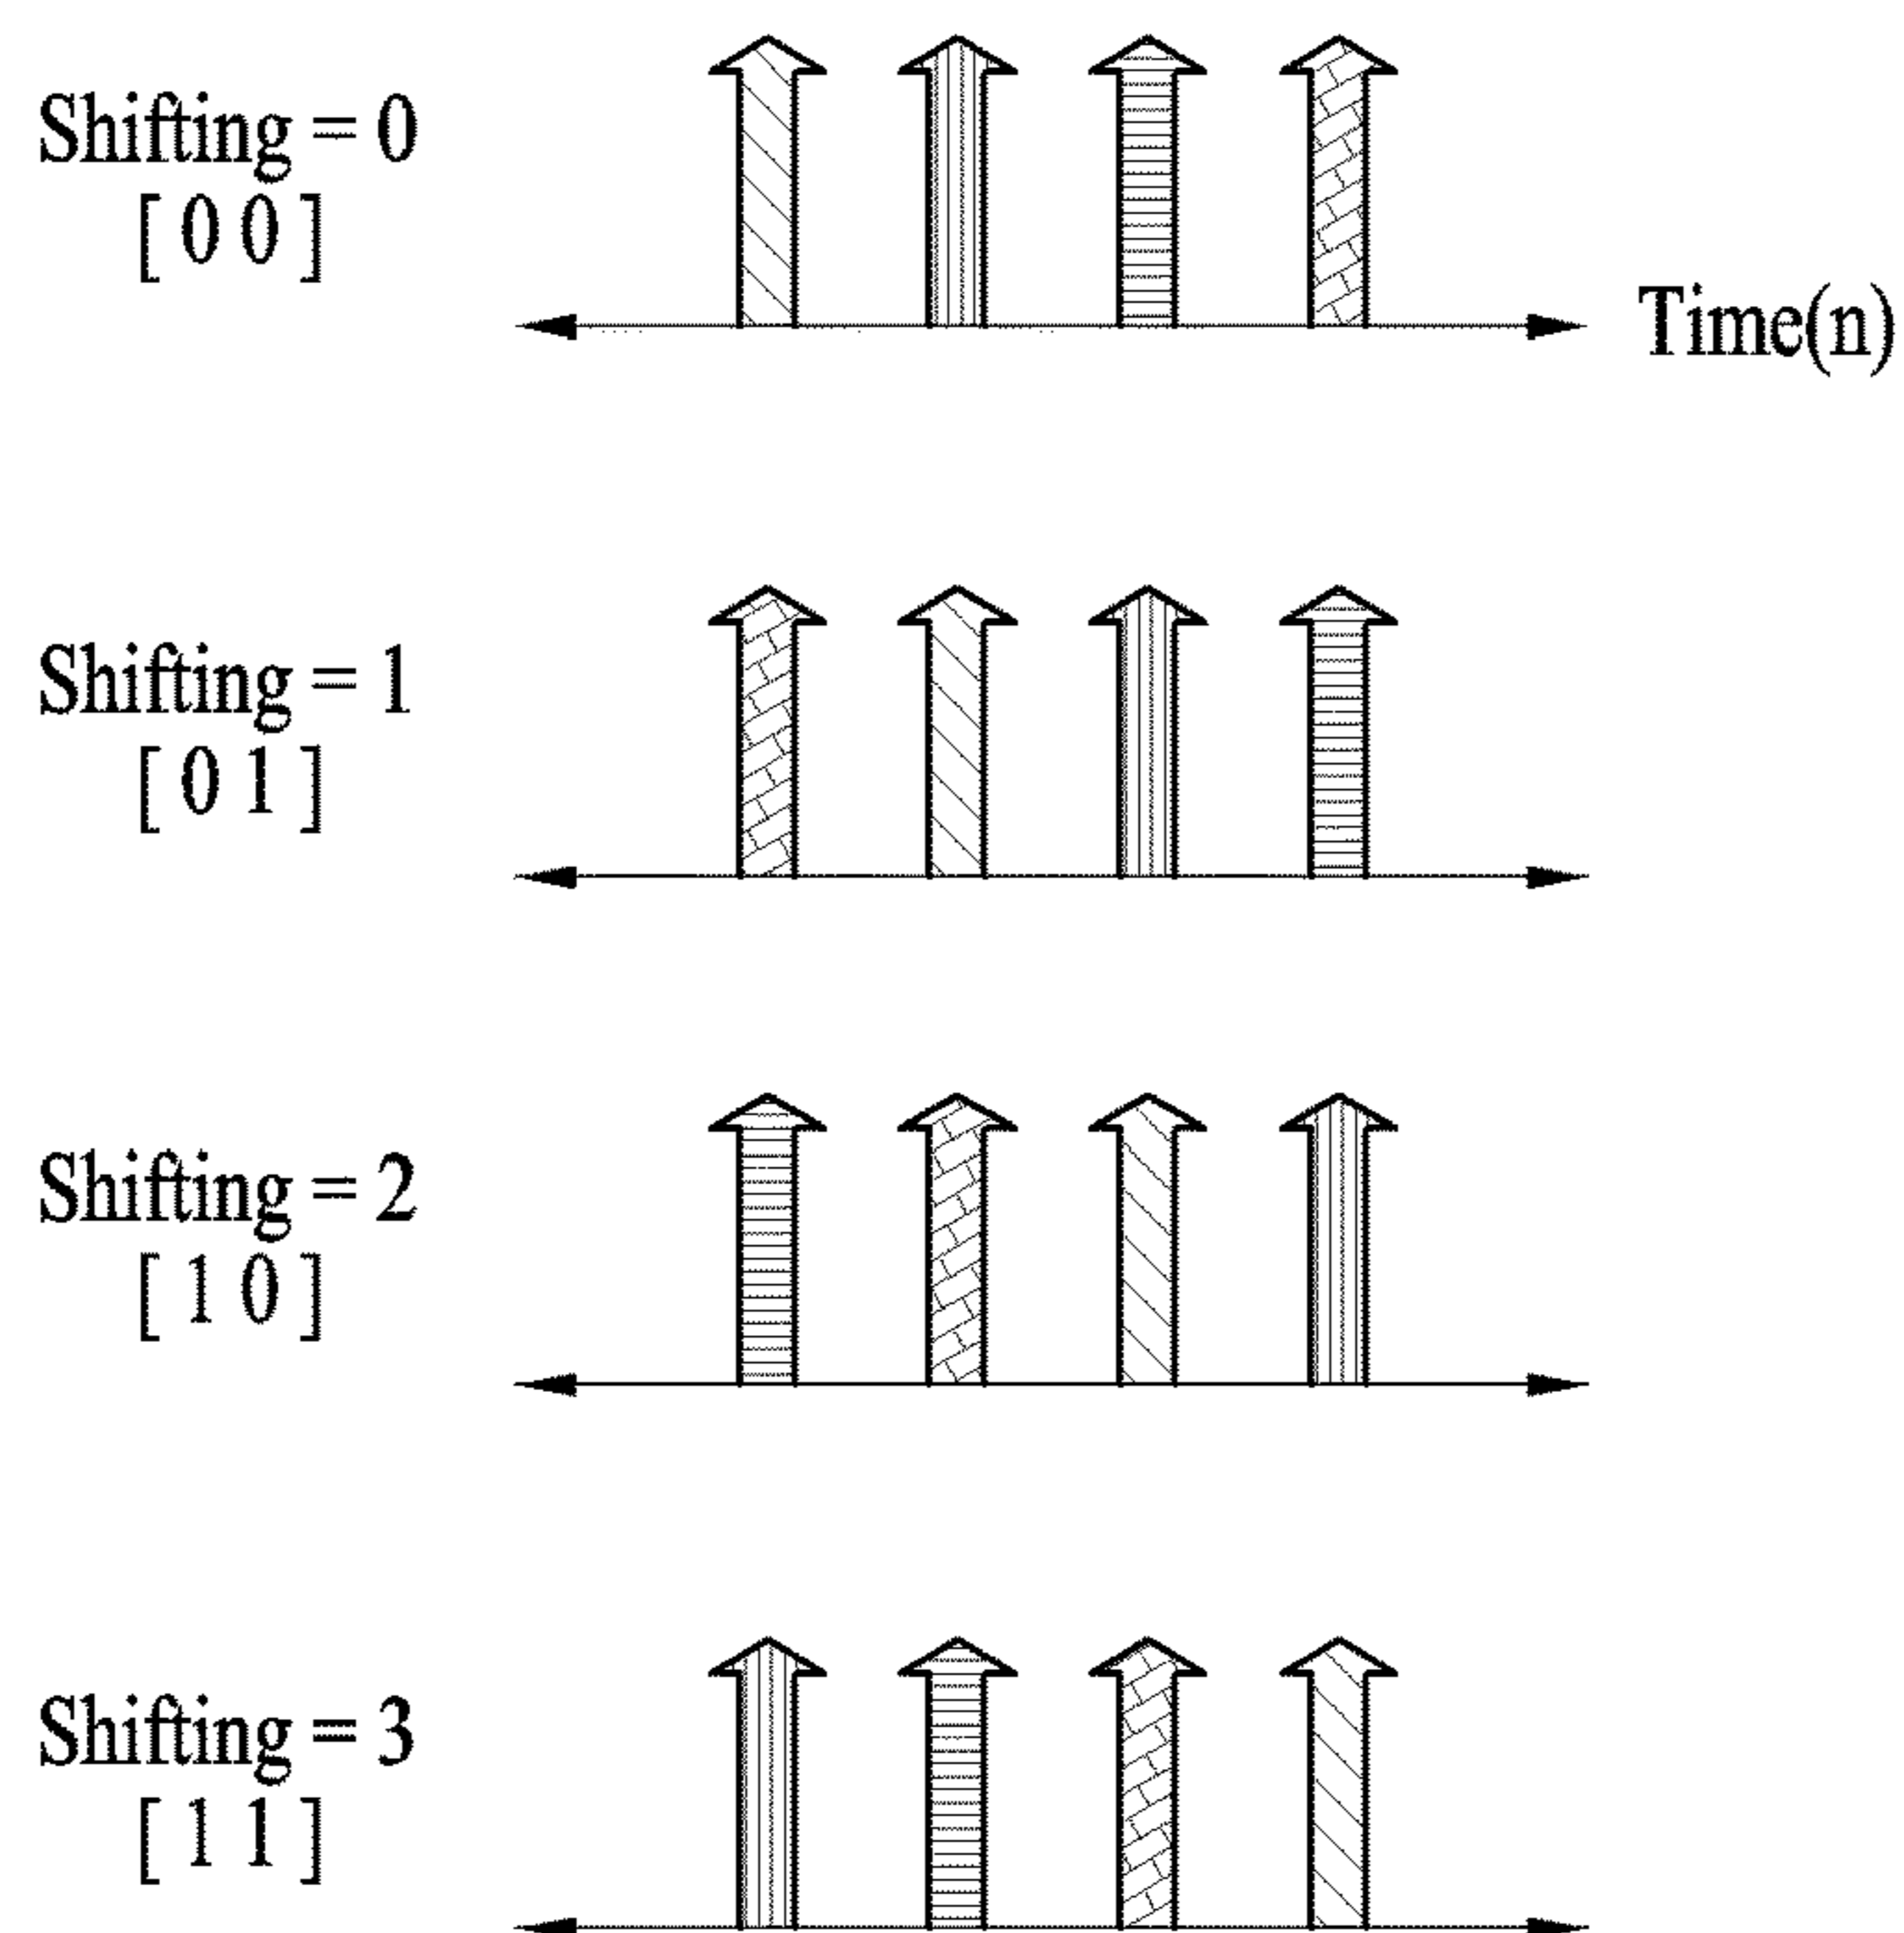 Shifting = 0
[ 0 0 ]
Time(n)
Shifting = 1
[ 0 1 ]
Shifting = 2
[ 1 0 ]
Shifting = 3
[ 1 1 ]